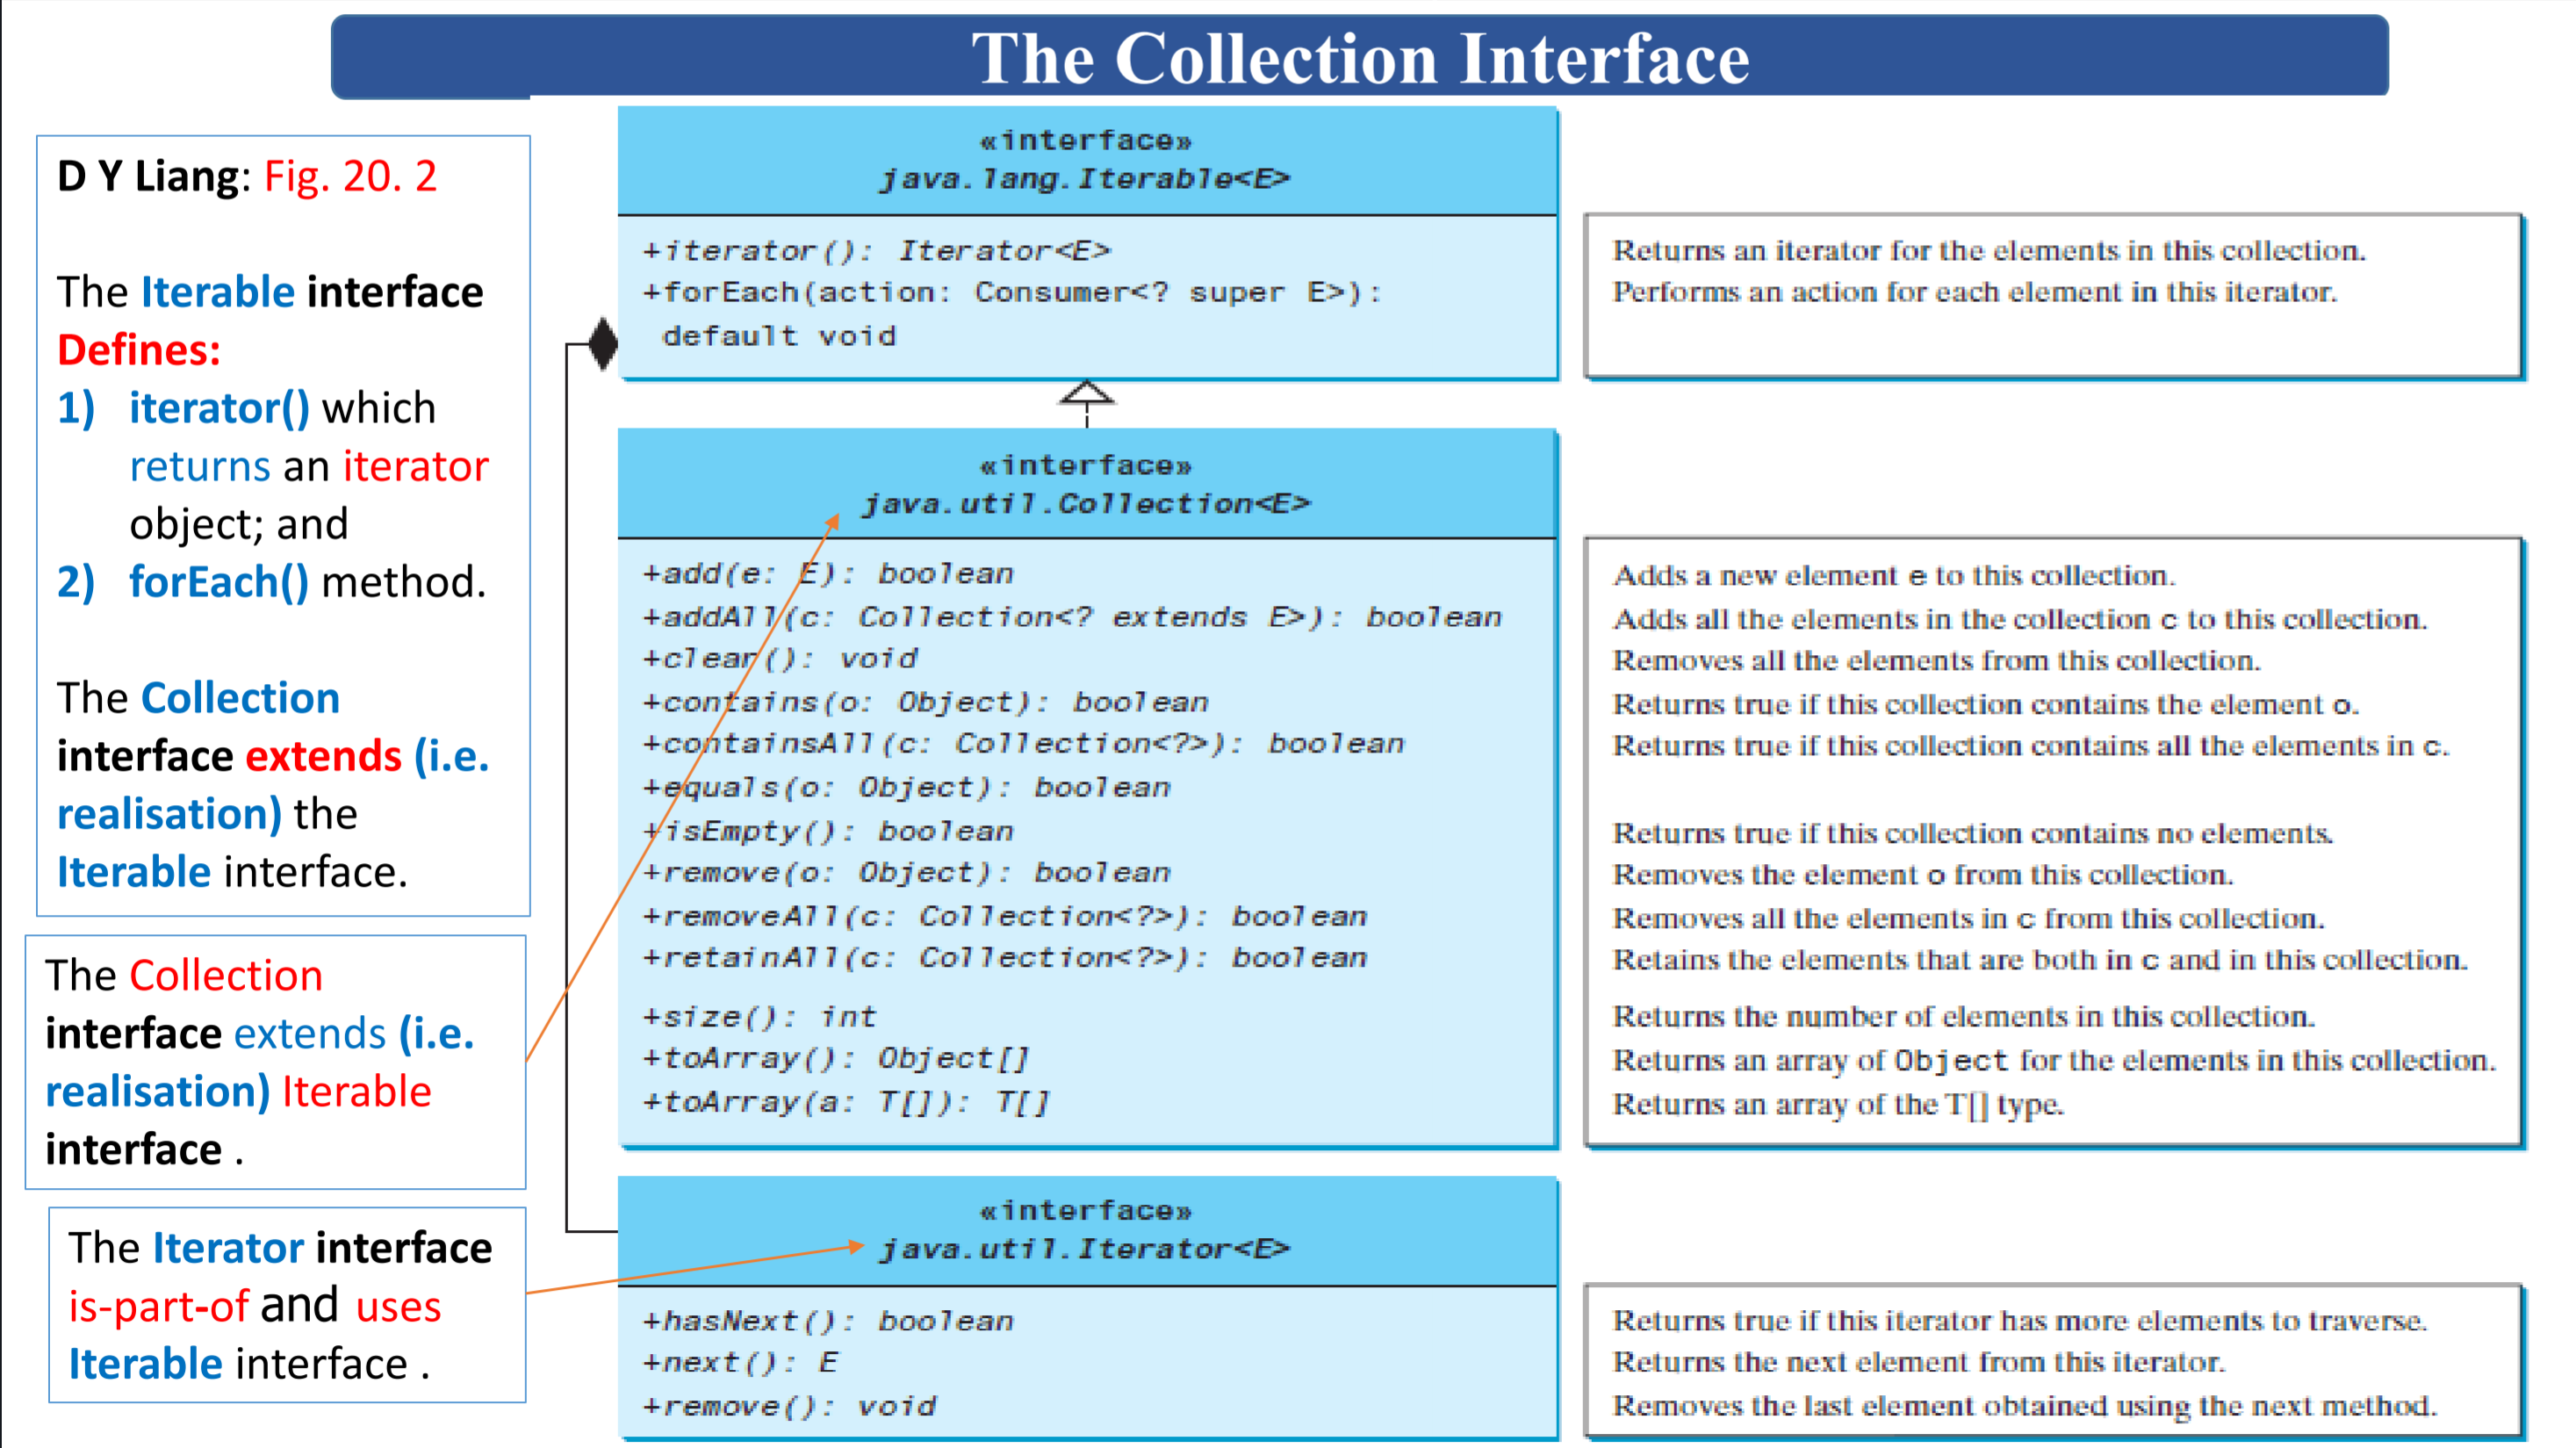 The Collection Interface
D Y Liang: Fig. 20. 2
The Iterable interface
Defines:
1) iterator() which
returns an iterator
object; and
2) forEach() method.
The Collection
interface extends (i.e.
realisation) the
Iterable interface.
The Collection
interface extends (i.e.
realisation) Iterable
interface .
The Iterator interface
is-part-of and uses
Iterable interface .
«interface»
java.lang.Iterable<E>
+iterator(): Iterator<E>
+forEach(action: Consumer<? super E>):
default void
Returns an iterator for the elements in this collection.
Performs an action for each element in this iterator.
«interface»
java.util.Collection<E>
+add(e: E): boolean
+addAll(c: Collection<? extends E>): boolean
+clear(): void
+contains(o: Object): boolean
+containsAll(c: Collection<?>): boolean
+equals(o: Object): boolean
+isEmpty(): boolean
+remove(o: Object): boolean
+removeAll(c: Collection<?>): boolean
+retainAll(c: Collection<?>): boolean
+size(): int
+toArray(): Object[]
+toArray(a: T[]): T[]
Adds a new element e to this collection.
Adds all the elements in the collection c to this collection.
Removes all the elements from this collection.
Returns true if this collection contains the element o.
Returns true if this collection contains all the elements in c.
Returns true if this collection contains no elements.
Removes the element o from this collection.
Removes all the elements in c from this collection.
Retains the elements that are both in c and in this collection.
Returns the number of elements in this collection.
Returns an array of Object for the elements in this collection.
Returns an array of the T[] type.
«interface»
java.util.Iterator<E>
+hasNext(): boolean
+next(): E
+remove(): void
Returns true if this iterator has more elements to traverse.
Returns the next element from this iterator.
Removes the last element obtained using the next method.